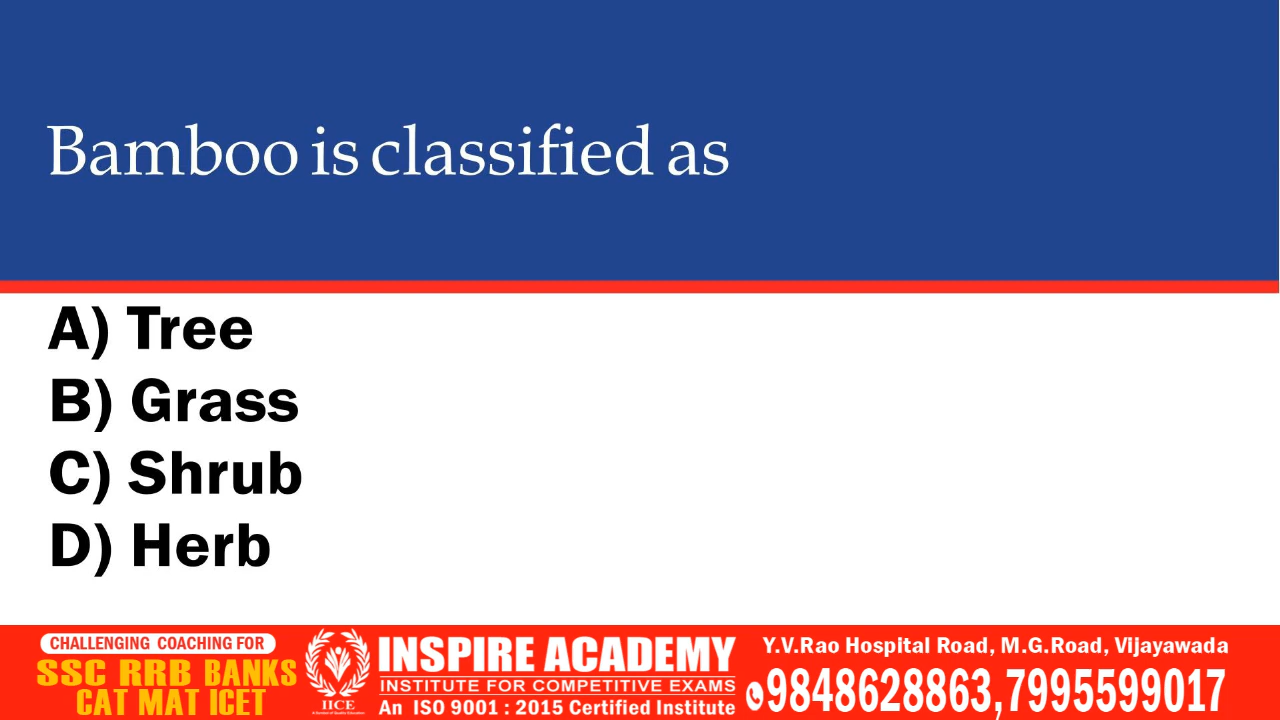 Bamboo is classified as
A) Tree
B) Grass
C) Shrub
D) Herb
CHALLENGING COACHING FOR
SSC RRB BANKS
CAT MAT ICET
IICE
INSPIRE ACADEMY
INSTITUTE FOR COMPETITIVE EXAMS
An ISO 9001 : 2015 Certified Institute
Y.V.Rao Hospital Road, M.G.Road, Vijayawada
9848628863,7995599017